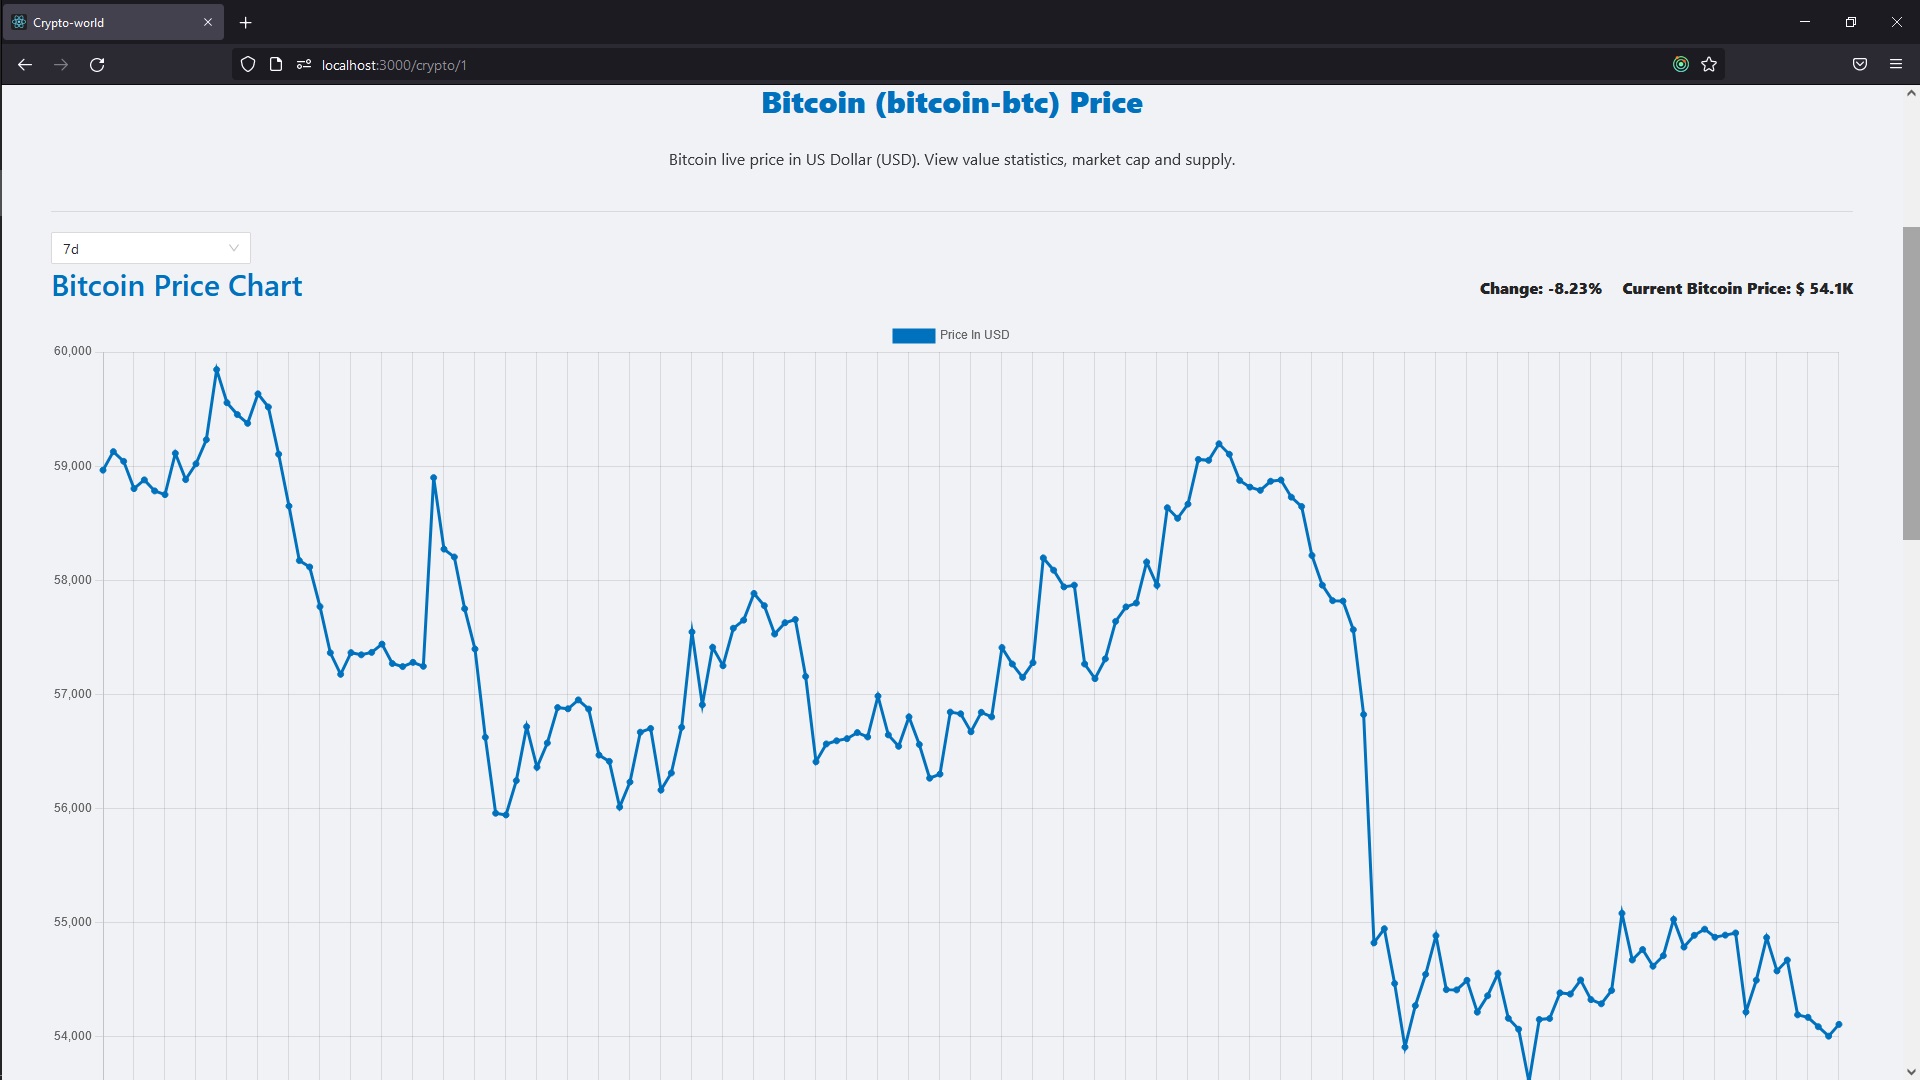 Crypto-world
localhost:3000/crypto/1
Bitcoin (bitcoin-btc) Price
Bitcoin live price in US Dollar (USD). View value statistics, market cap and supply.
7d
Bitcoin Price Chart
Change: -8.23% Current Bitcoin Price: $ 54.1K
Price In USD
60,000
59,000
58,000
57,000
56,000
55,000
54,000